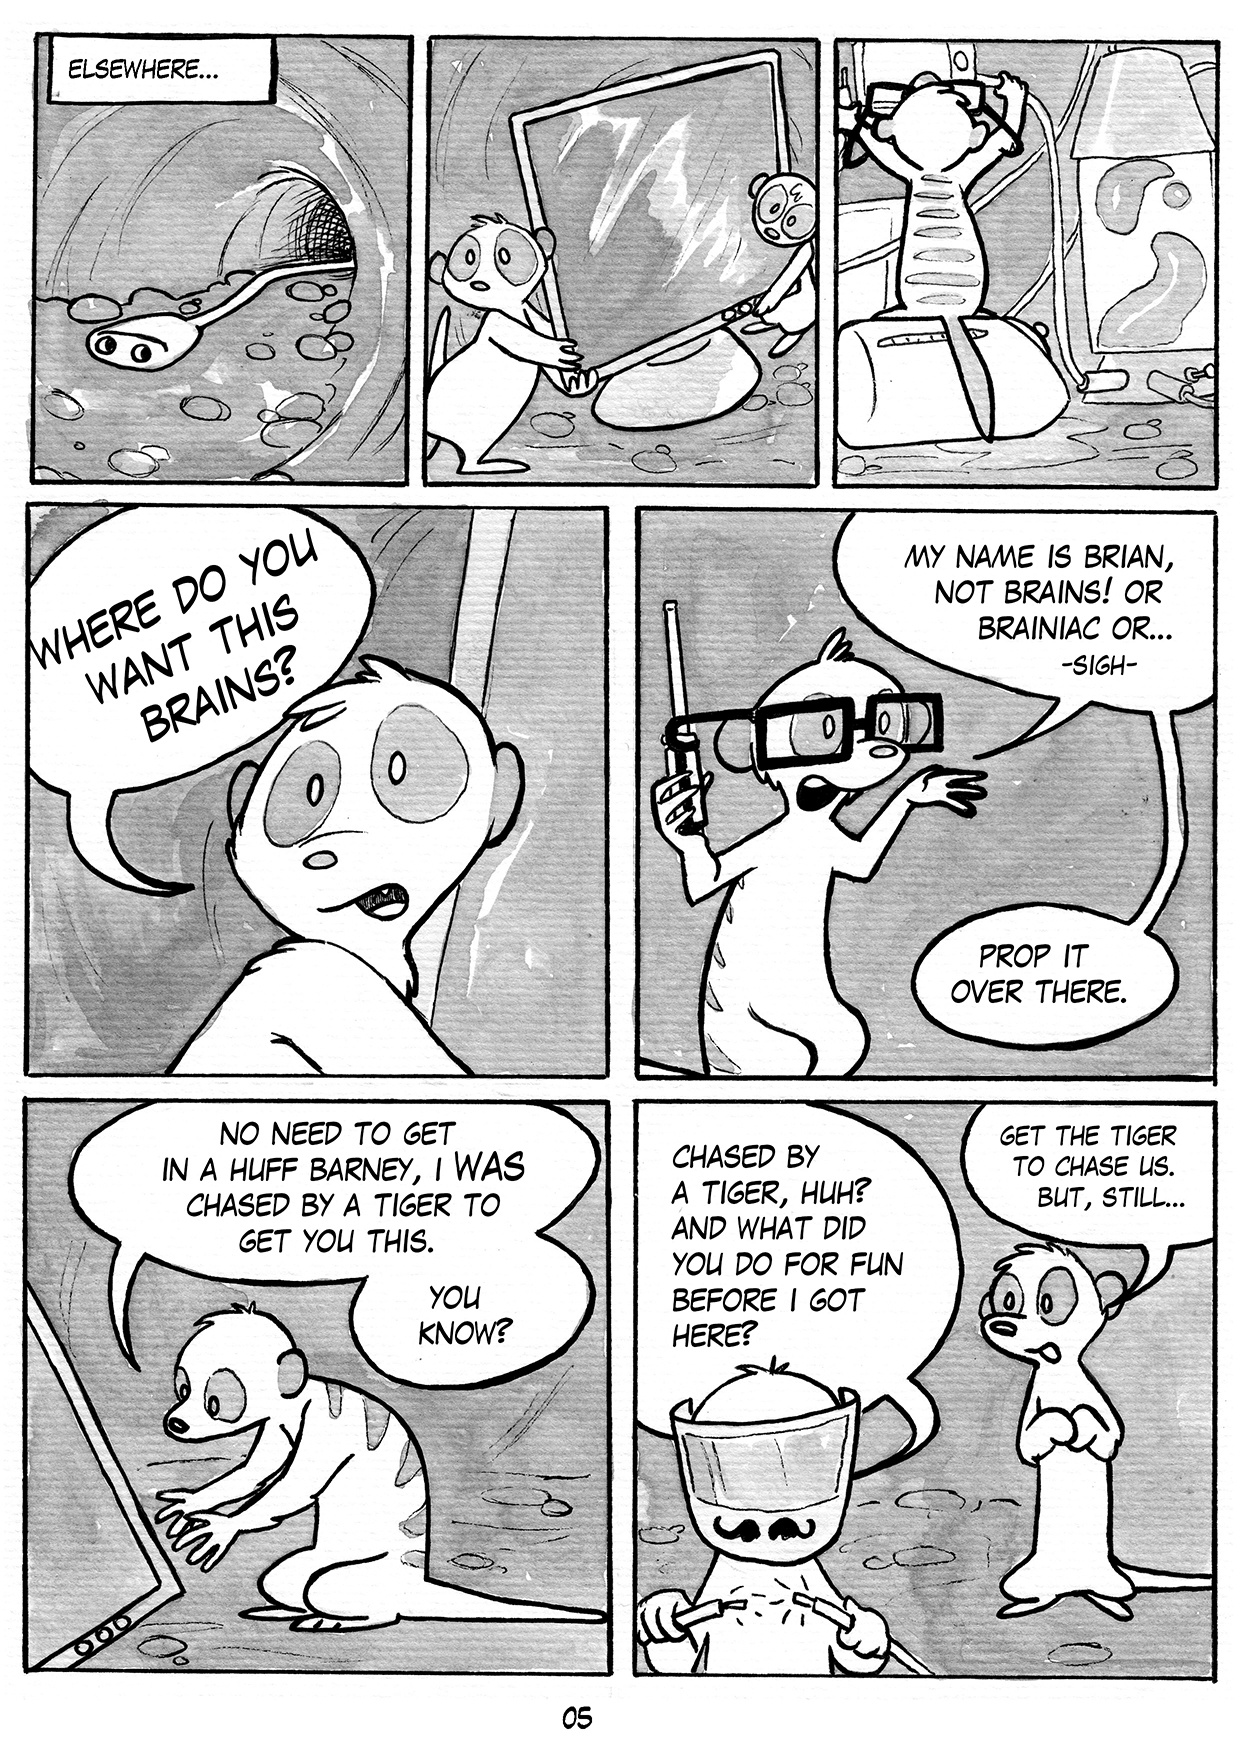 ELSEWHERE...
WHERE DO YOU
WANT THIS
BRAINS?
MY NAME IS BRIAN,
NOT BRAINS! OR
BRAINIAC OR...
-SIGH-
PROP IT
OVER THERE.
NO NEED TO GET
IN A HUFF BARNEY, I WAS
CHASED BY A TIGER TO
GET YOU THIS.
YOU
KNOW?
CHASED BY
A TIGER, HUH?
AND WHAT DID
YOU DO FOR FUN
BEFORE I GOT
HERE?
GET THE TIGER
TO CHASE US.
BUT, STILL...
05